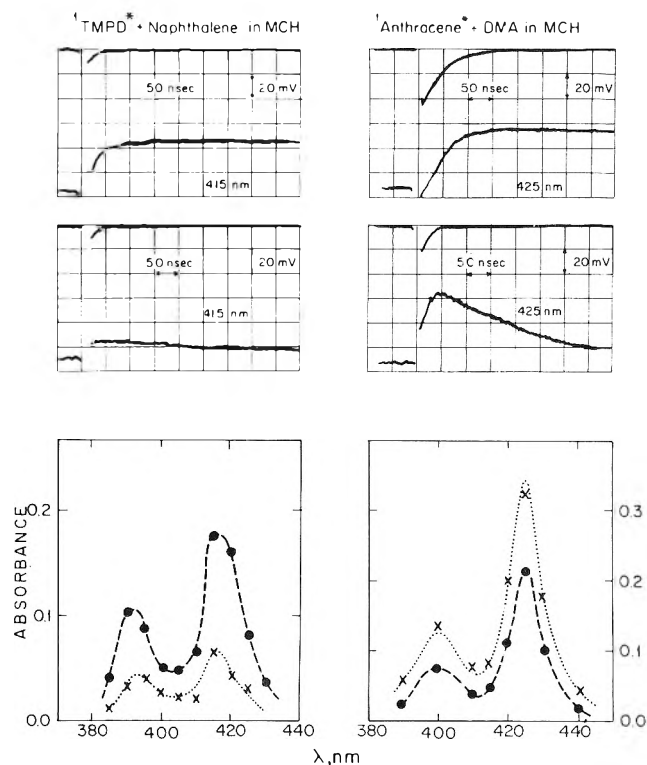 ¹TMPD* + Naphthalene in MCH
¹Anthracene* + DMA in MCH
50 nsec
20 mV
415 nm
50 nsec
20 mV
425 nm
50 nsec
20 mV
415 nm
50 nsec
20 mV
425 nm
ABSORBANCE
0.2
0.1
0.0
0.3
0.2
0.1
0.0
380 400 420 440
380 400 420 440
λ, nm